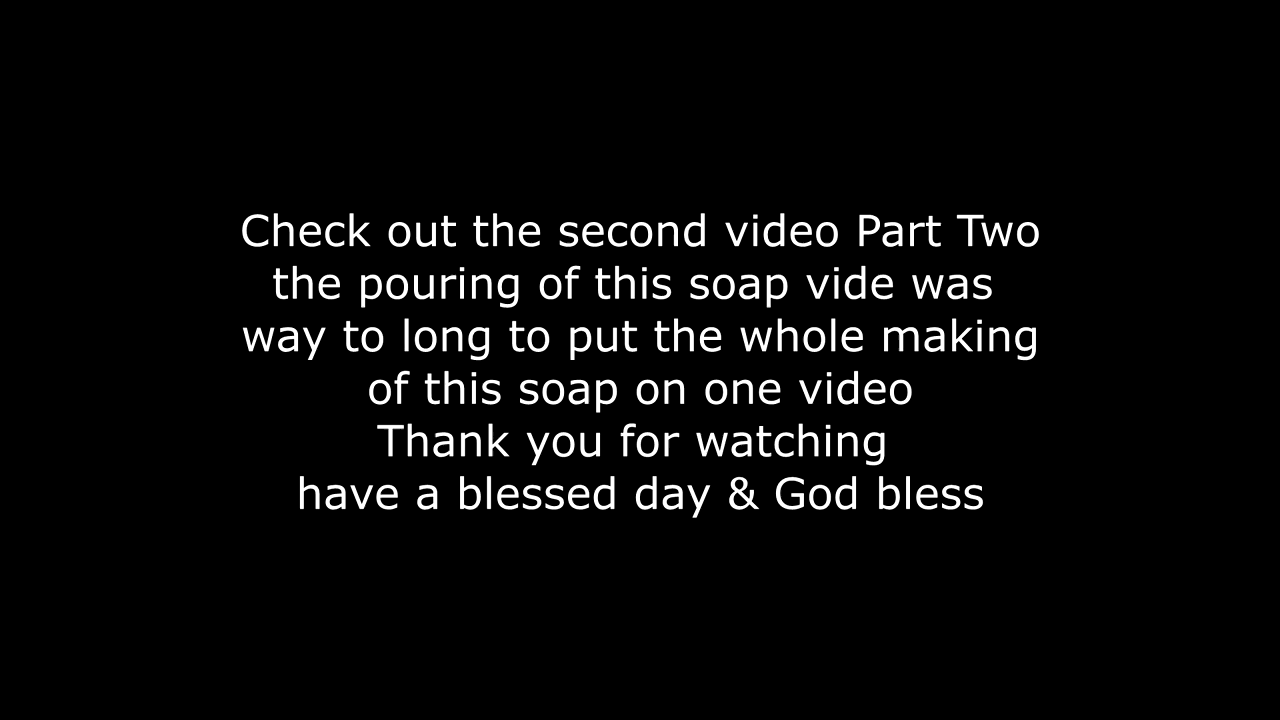 Check out the second video Part Two
the pouring of this soap vide was
way to long to put the whole making
of this soap on one video
Thank you for watching
have a blessed day & God bless